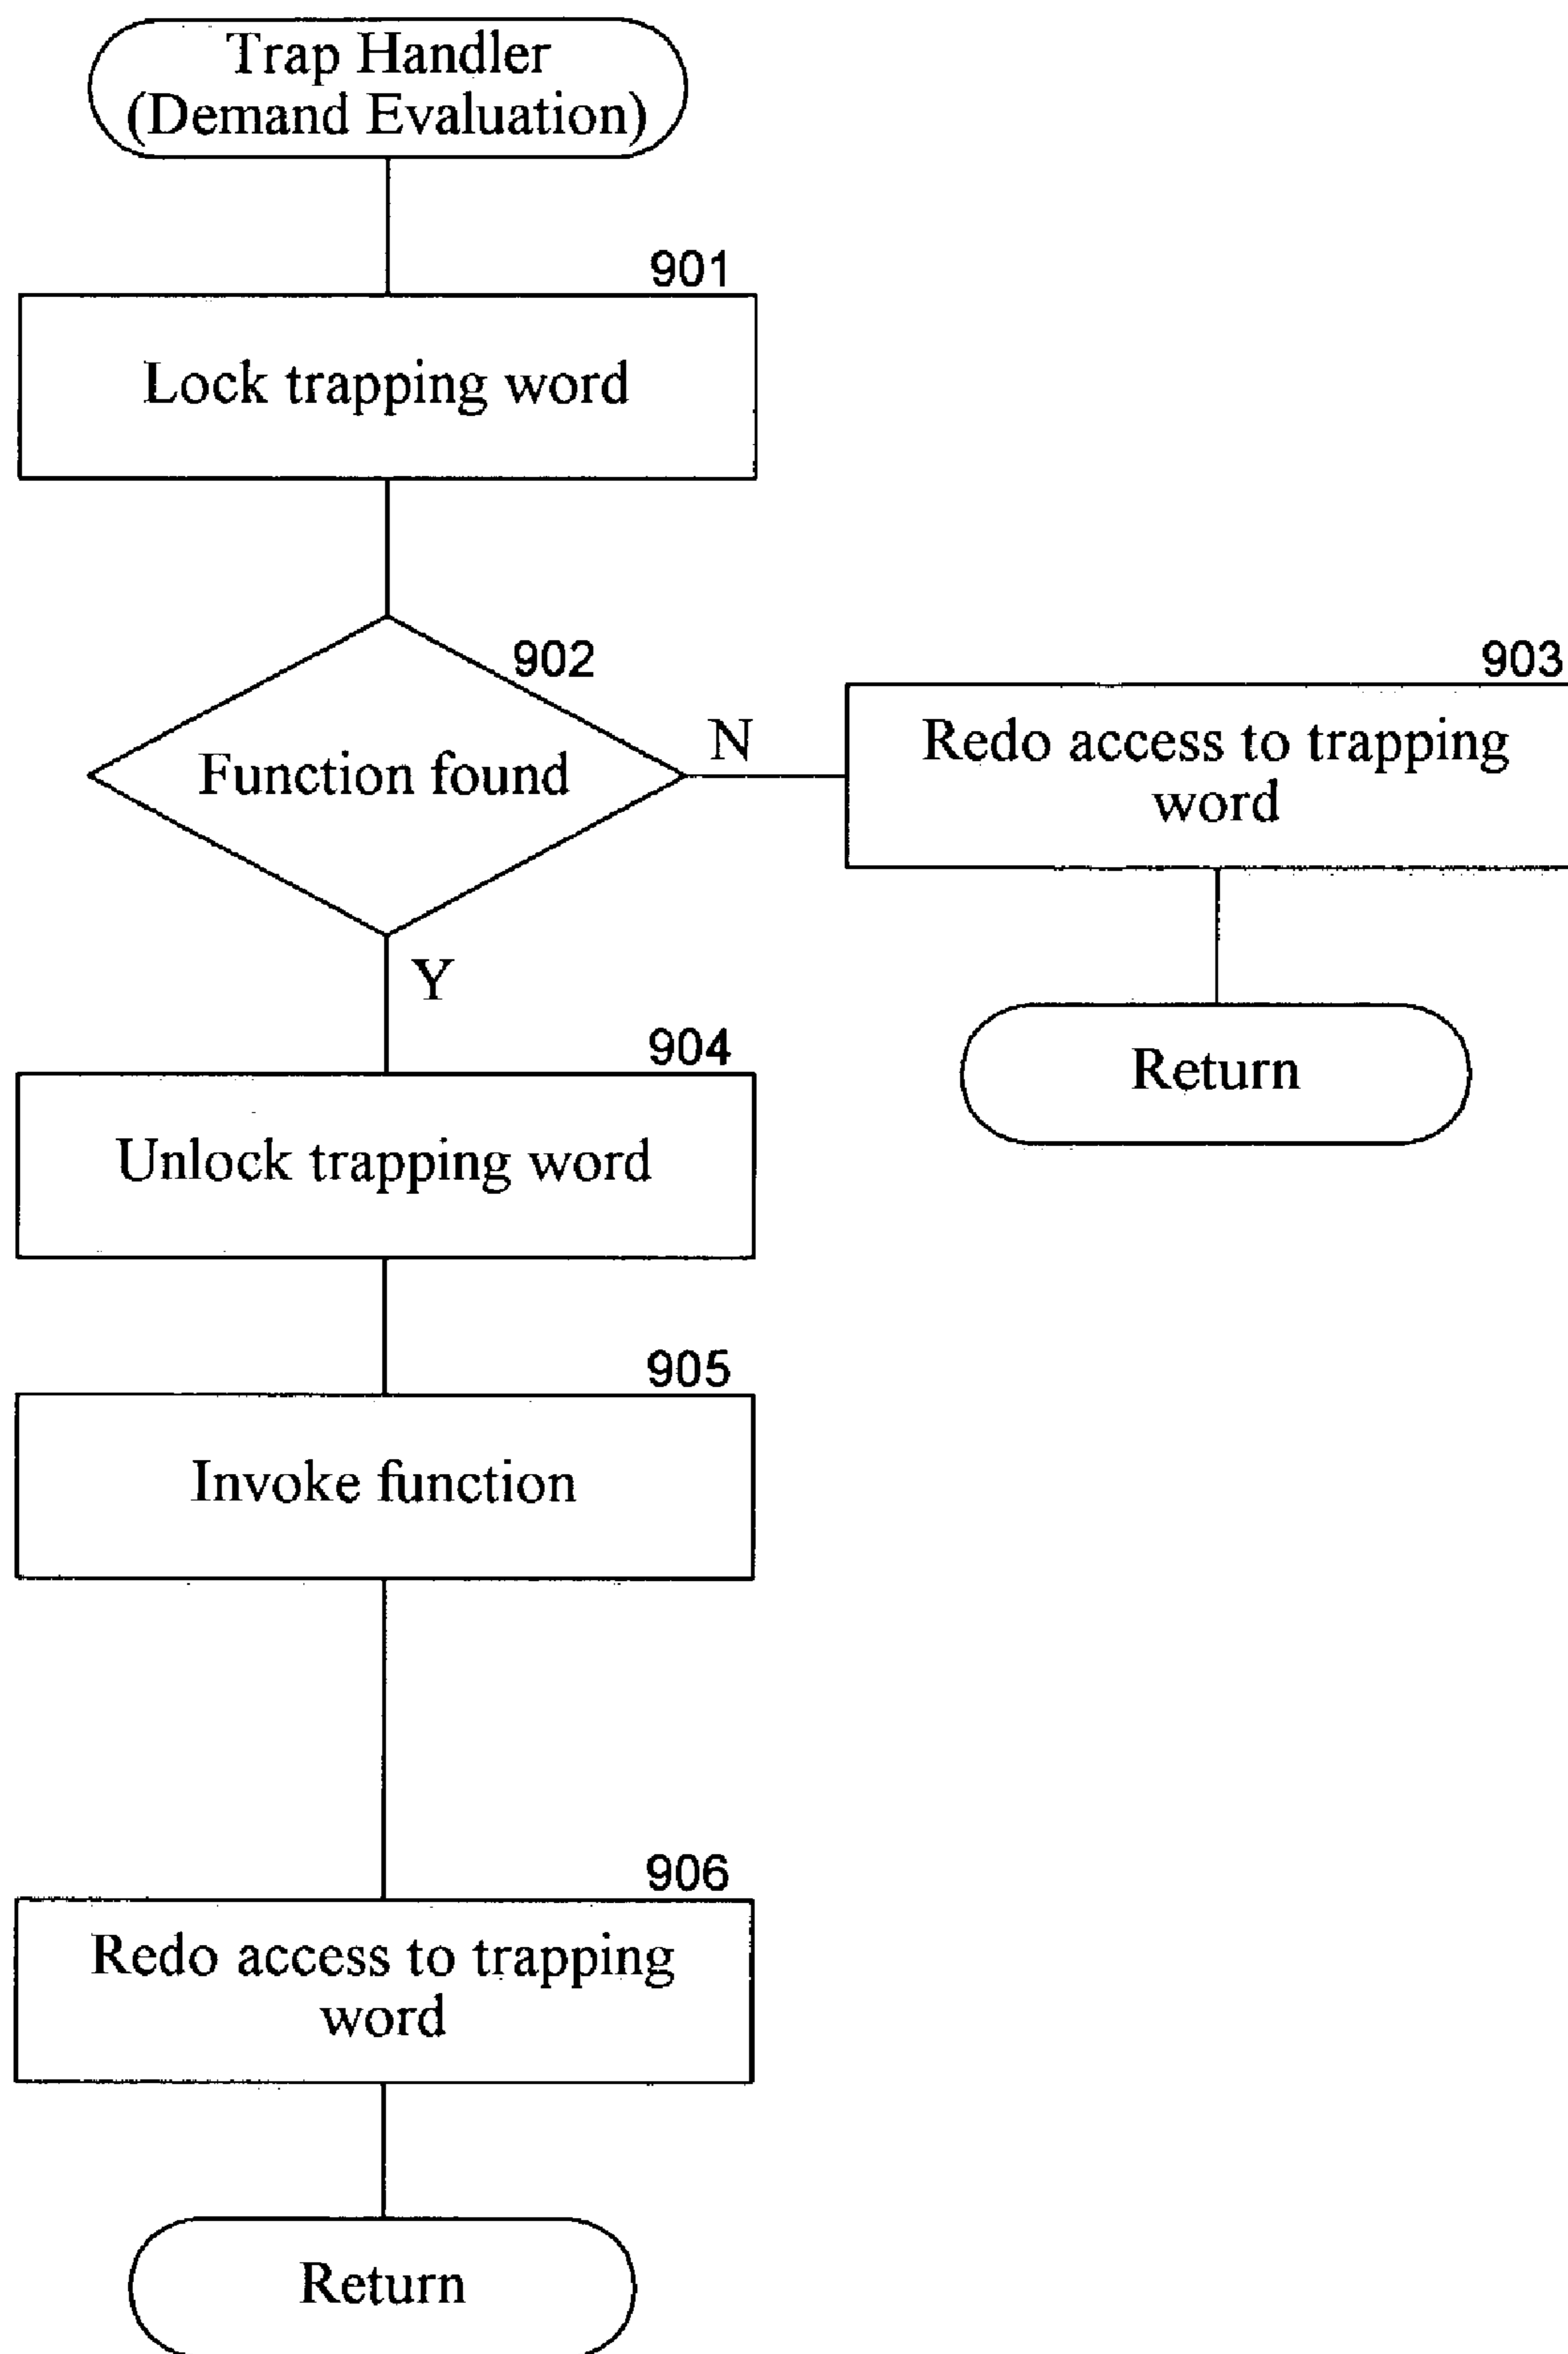 Trap Handler
(Demand Evaluation)
901
Lock trapping word
902
Function found
N
903
Redo access to trapping
word
Return
Y
904
Unlock trapping word
905
Invoke function
906
Redo access to trapping
word
Return